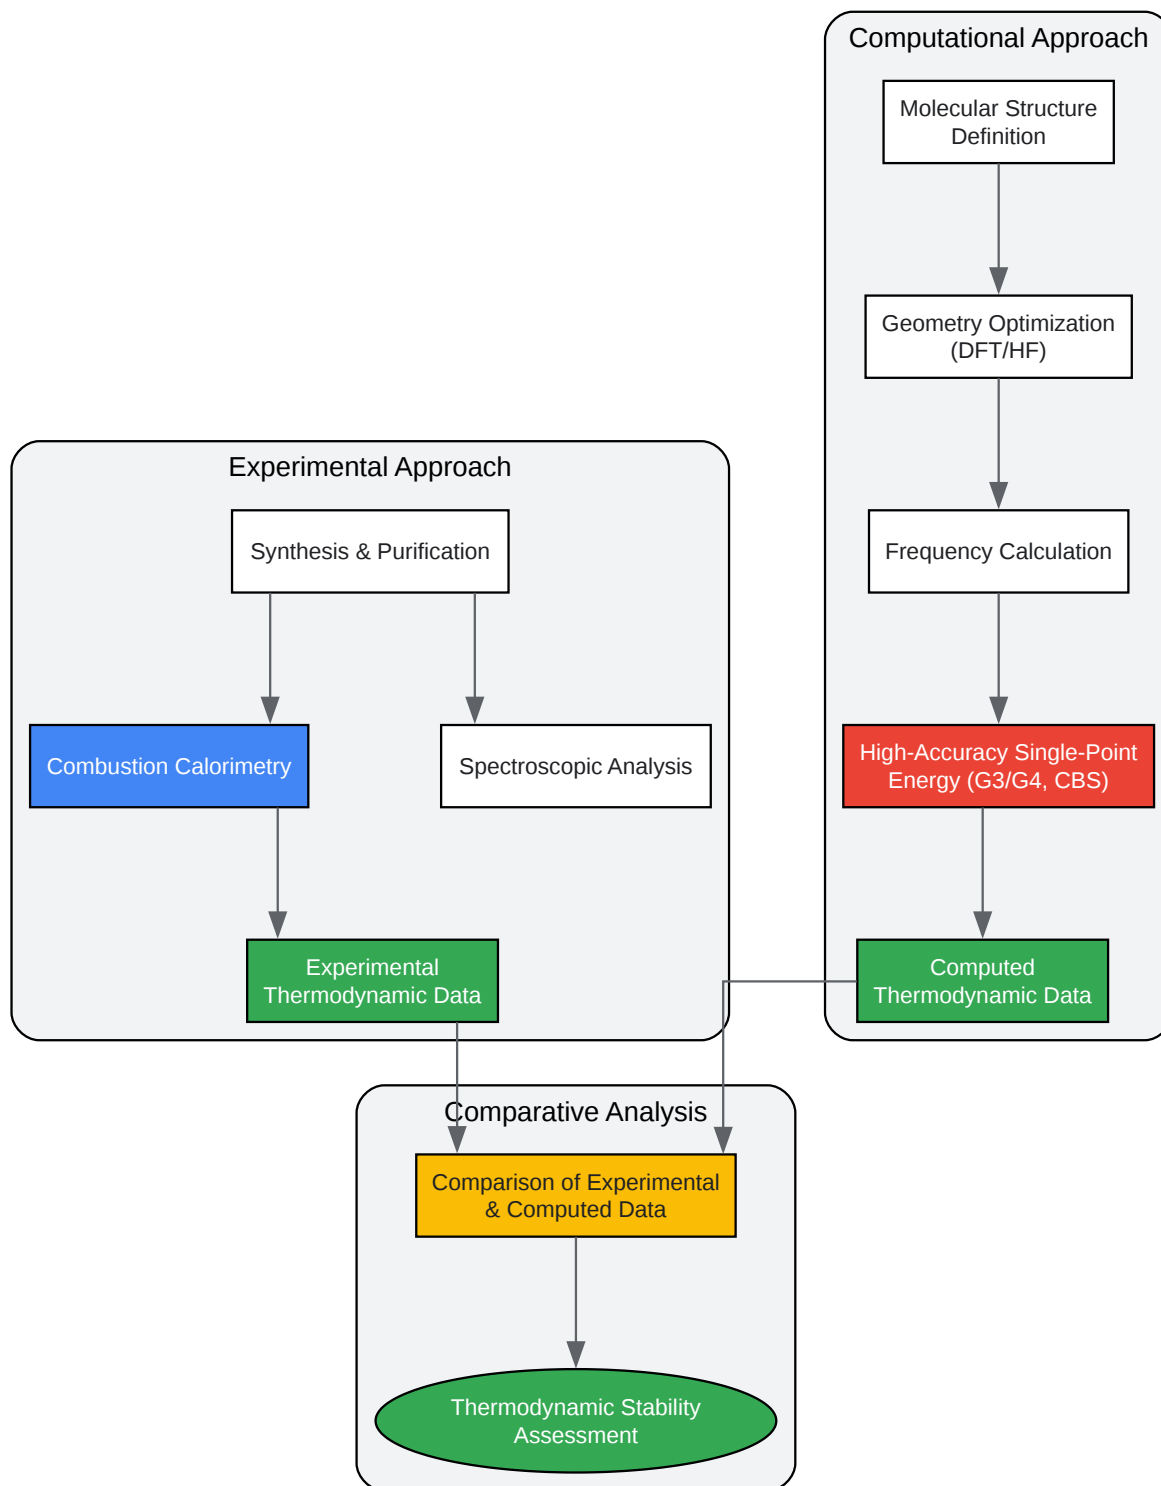 Computational Approach
Molecular Structure
Definition
Geometry Optimization
(DFT/HF)
Frequency Calculation
High-Accuracy Single-Point
Energy (G3/G4, CBS)
Computed
Thermodynamic Data
Experimental Approach
Synthesis & Purification
Combustion Calorimetry
Spectroscopic Analysis
Experimental
Thermodynamic Data
Comparative Analysis
Comparison of Experimental
& Computed Data
Thermodynamic Stability
Assessment